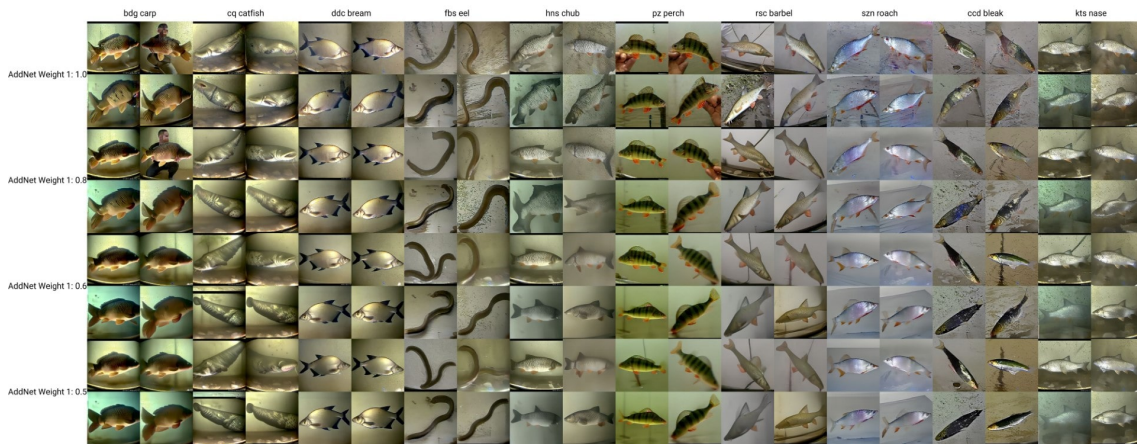 bdg carp cq catfish ddc bream fbs eel hns chub pz perch rsc barbel szn roach ccd bleak kts nase
AddNet Weight 1: 1.0
AddNet Weight 1: 0.8
AddNet Weight 1: 0.6
AddNet Weight 1: 0.5